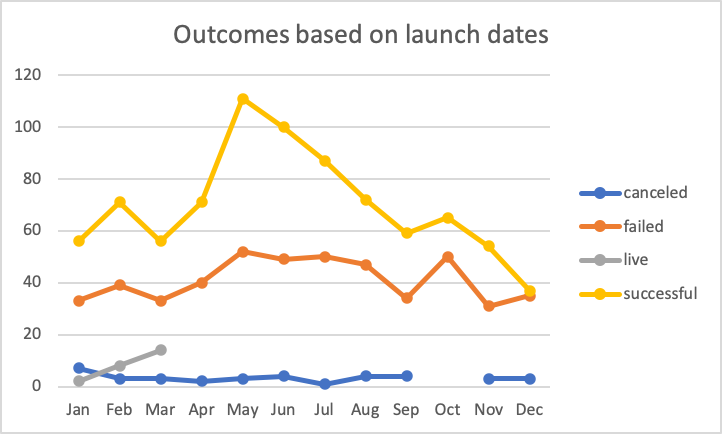 Outcomes based on launch dates
120
100
80
60
40
20
0
Jan Feb Mar Apr May Jun Jul Aug Sep Oct Nov Dec
canceled
failed
live
successful